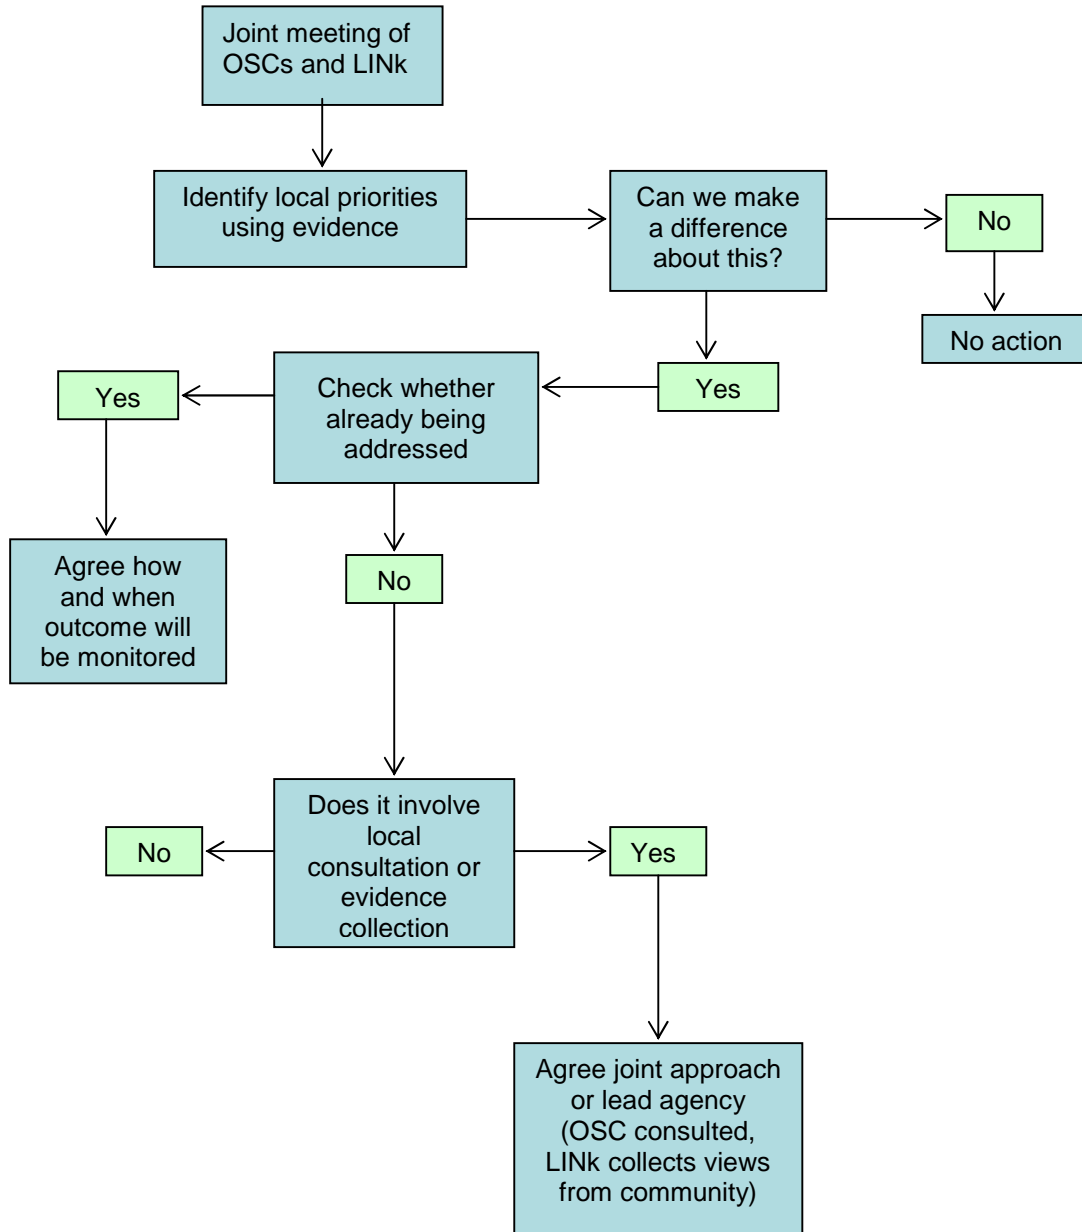 Joint meeting of
OSCs and LINk
Identify local priorities
using evidence
Can we make
a difference
about this?
No
No action
Yes
Check whether
already being
addressed
Yes
Agree how
and when
outcome will
be monitored
No
Does it involve
local
consultation or
evidence
collection
No
Yes
Agree joint approach
or lead agency
(OSC consulted,
LINk collects views
from community)